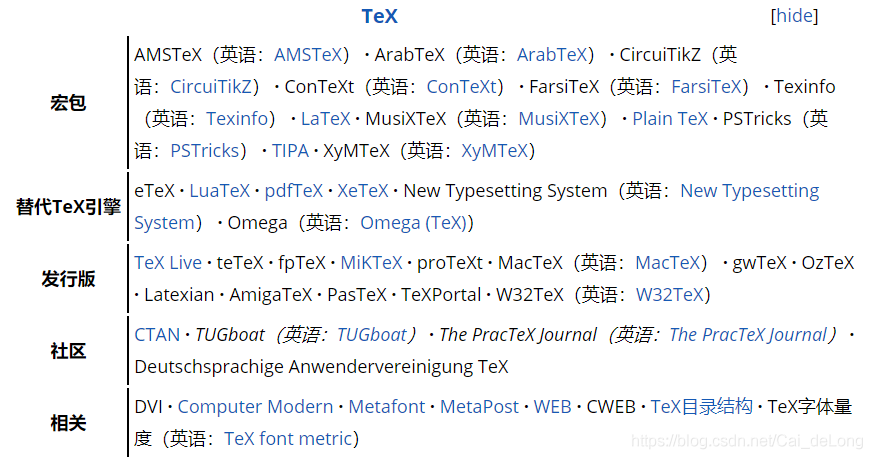 TeX [hide]
宏包
AMSTeX（英语：AMSTeX） · ArabTeX（英语：ArabTeX） · CircuiTikZ（英
语：CircuiTikZ） · ConTeXt（英语：ConTeXt） · FarsiTeX（英语：FarsiTeX） · Texinfo
（英语：Texinfo） · LaTeX · MusiXTeX（英语：MusiXTeX） · Plain TeX · PSTricks（英
语：PSTricks） · TIPA · XyMTeX（英语：XyMTeX）
替代TeX引擎
eTeX · LuaTeX · pdfTeX · XeTeX · New Typesetting System（英语：New Typesetting
System） · Omega（英语：Omega (TeX)）
发行版
TeX Live · teTeX · fpTeX · MiKTeX · proTeXt · MacTeX（英语：MacTeX） · gwTeX · OzTeX
· Latexian · AmigaTeX · PasTeX · TeXPortal · W32TeX（英语：W32TeX）
社区
CTAN · TUGboat（英语：TUGboat） · The PracTeX Journal（英语：The PracTeX Journal） ·
Deutschsprachige Anwendervereinigung TeX
相关
DVI · Computer Modern · Metafont · MetaPost · WEB · CWEB · TeX目录结构 · TeX字体量
度（英语：TeX font metric）
https://blog.csdn.net/Cai_deLong